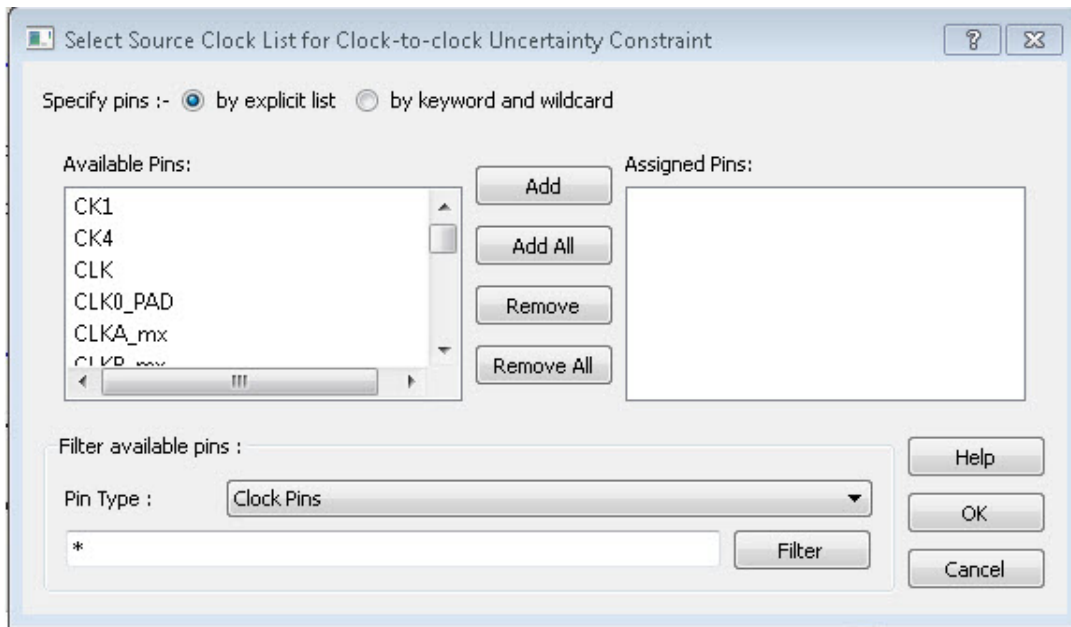 Select Source Clock List for Clock-to-clock Uncertainty Constraint
Specify pins :- by explicit list by keyword and wildcard
Available Pins:
Assigned Pins:
CK1
CK4
CLK
CLK0_PAD
CLKA_mx
Add
Add All
Remove
Remove All
Filter available pins :
Pin Type : Clock Pins
*
Filter
Help
OK
Cancel